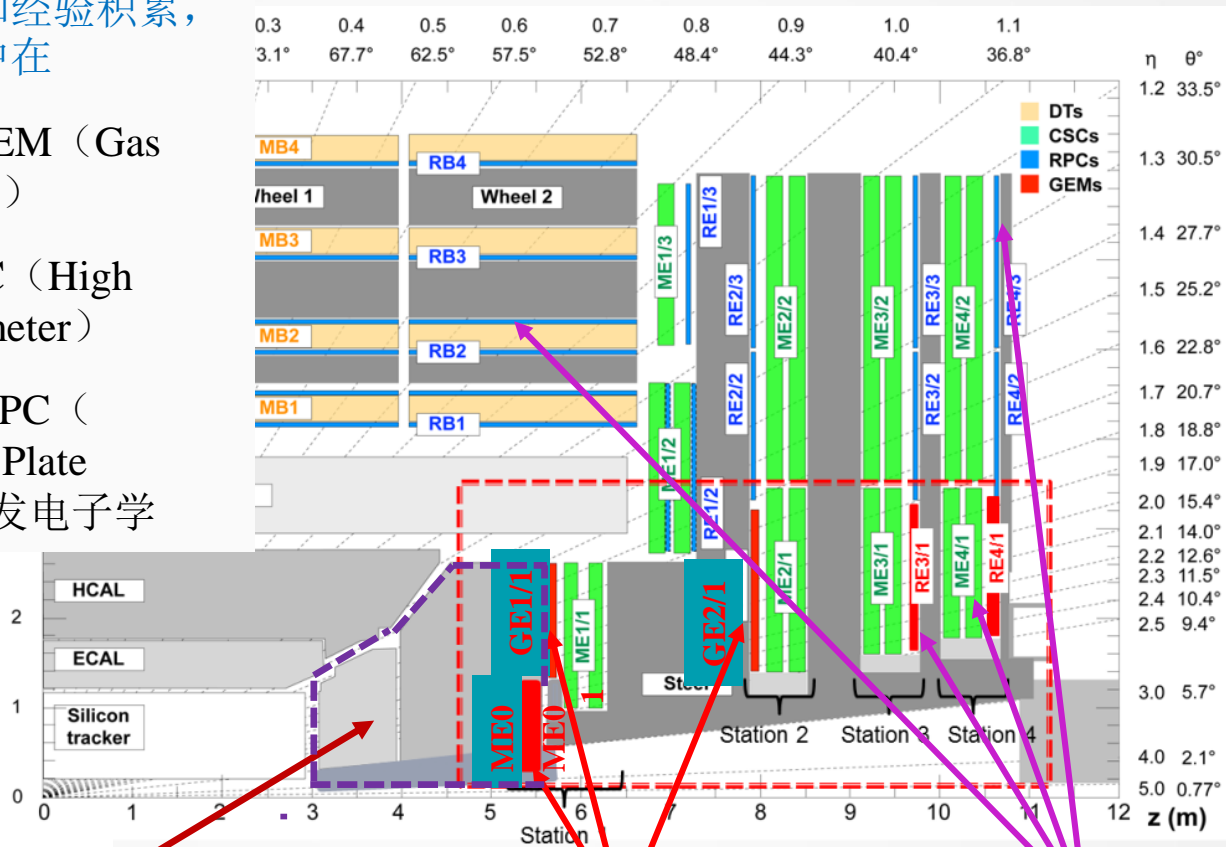 经验积累,
中在
EM（Gas
）
C（High
meter）
RPC（
Plate
发电子学
0.3 0.4 0.5 0.6 0.7 0.8 0.9 1.0 1.1
73.1° 67.7° 62.5° 57.5° 52.8° 48.4° 44.3° 40.4° 36.8° η θ°
1.2 33.5°
DTs
CSCs
RPCs
GEMs
1.3 30.5°
1.4 27.7°
1.5 25.2°
1.6 22.8°
1.7 20.7°
1.8 18.8°
1.9 17.0°
2.0 15.4°
2.1 14.0°
2.2 12.6°
2.3 11.5°
2.4 10.4°
2.5 9.4°
3.0 5.7°
4.0 2.1°
5.0 0.77°
MB4
RB4
Wheel 1
Wheel 2
MB3
RB3
MB2
RB2
MB1
RB1
ME1/3
RE1/3
RE2/3
ME2/2
ME3/2
RE3/3
ME4/2
RE4/3
ME1/2
RE1/2
RE2/2
RE3/2
RE4/2
HCAL
ECAL
Silicon
tracker
GE1/1
ME1/1
GE2/1
ME2/1
ME3/1
RE3/1
ME4/1
RE4/1
ME0
ME0
1
Steel
Station 2
Station 3
Station 4
2
1
0
0 1 2 3 4 5 6 7 8 9 10 11 12 z (m)
Station